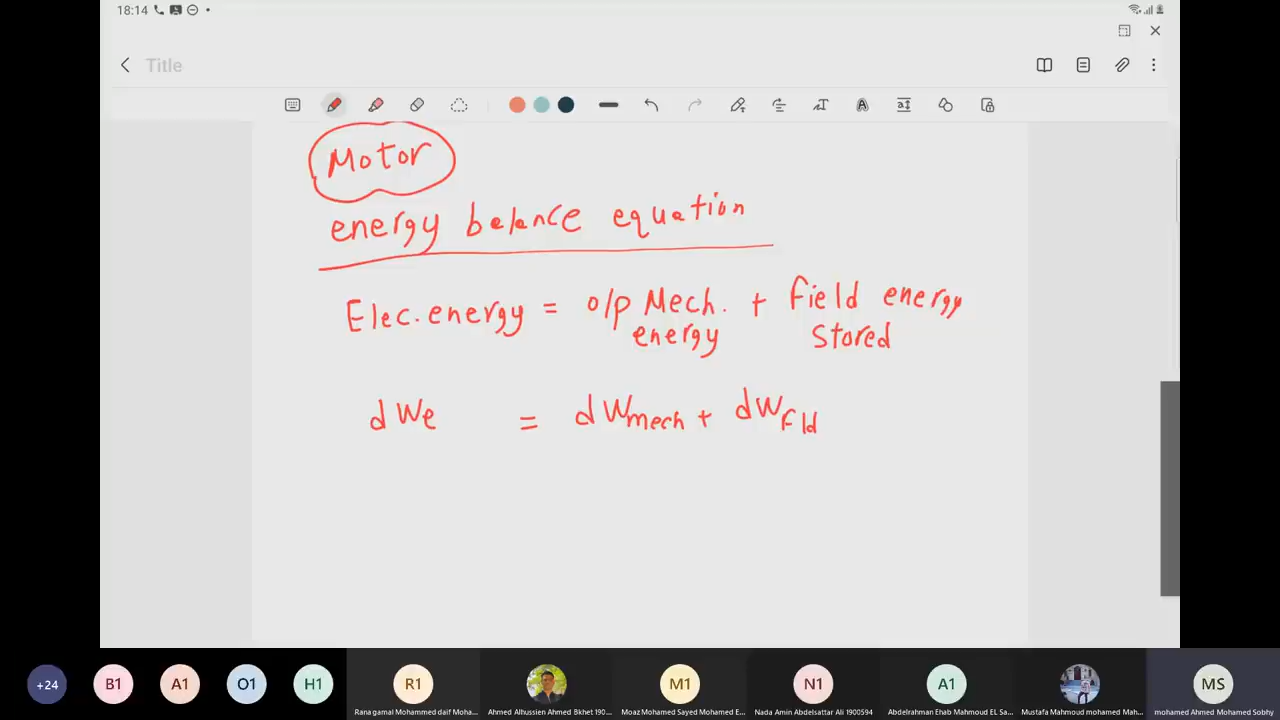 18:14
Title
Motor
energy balance equation
Elec. energy = o/p Mech. energy + field energy stored
dWe = dWmech + dWfld
+24
B1
A1
O1
H1
R1
M1
N1
A1
MS
Rana gamal Mohammed daif Moha...
Ahmed Alhussien Ahmed Bkhet 190...
Moaz Mohamed Sayed Mohamed E...
Nada Amin Abdelsattar Ali 1900594
Abdelrahman Ehab Mahmoud EL Sa...
Mustafa Mahmoud mohamed Mah...
mohamed Ahmed Mohamed Sobhy